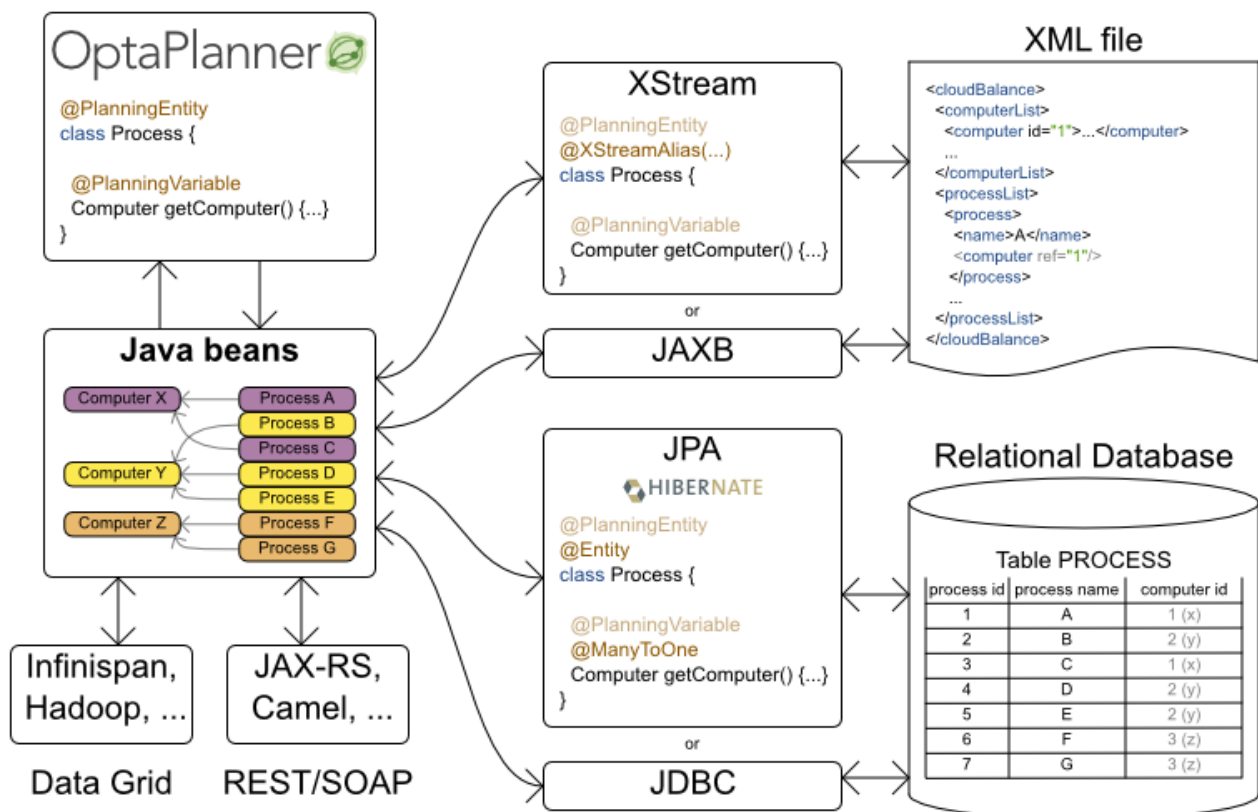 OptaPlanner
@PlanningEntity
class Process {
@PlanningVariable
Computer getComputer() {...}
}
Java beans
Computer X
Computer Y
Computer Z
Process A
Process B
Process C
Process D
Process E
Process F
Process G
Infinispan,
Hadoop, ...
Data Grid
JAX-RS,
Camel, ...
REST/SOAP
XStream
@PlanningEntity
@XStreamAlias(...)
class Process {
@PlanningVariable
Computer getComputer() {...}
}
or
JAXB
XML file
<cloudBalance>
<computerList>
<computer id="1">...</computer>
...
</computerList>
<processList>
<process>
<name>A</name>
<computer ref="1"/>
</process>
...
</processList>
</cloudBalance>
JPA
HIBERNATE
@PlanningEntity
@Entity
class Process {
@PlanningVariable
@ManyToOne
Computer getComputer() {...}
}
or
JDBC
Relational Database
Table PROCESS
process id process name computer id
1 A 1 (x)
2 B 2 (y)
3 C 1 (x)
4 D 2 (y)
5 E 2 (y)
6 F 3 (z)
7 G 3 (z)